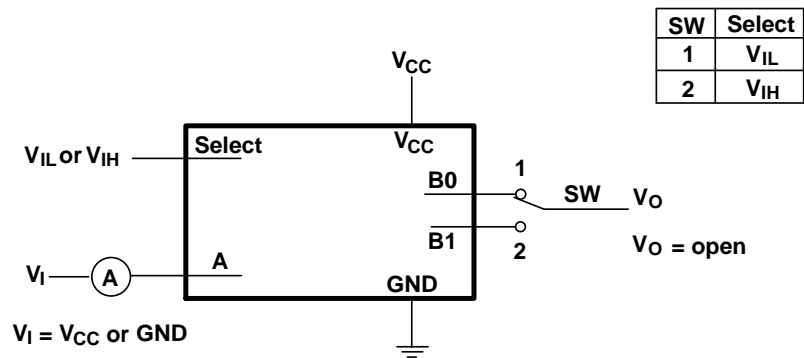 SW Select
1 VIL
2 VIH
VCC
VIL or VIH
Select
VCC
B0
1
SW
VO
B1
2
VO = open
VI
A
A
GND
VI = VCC or GND